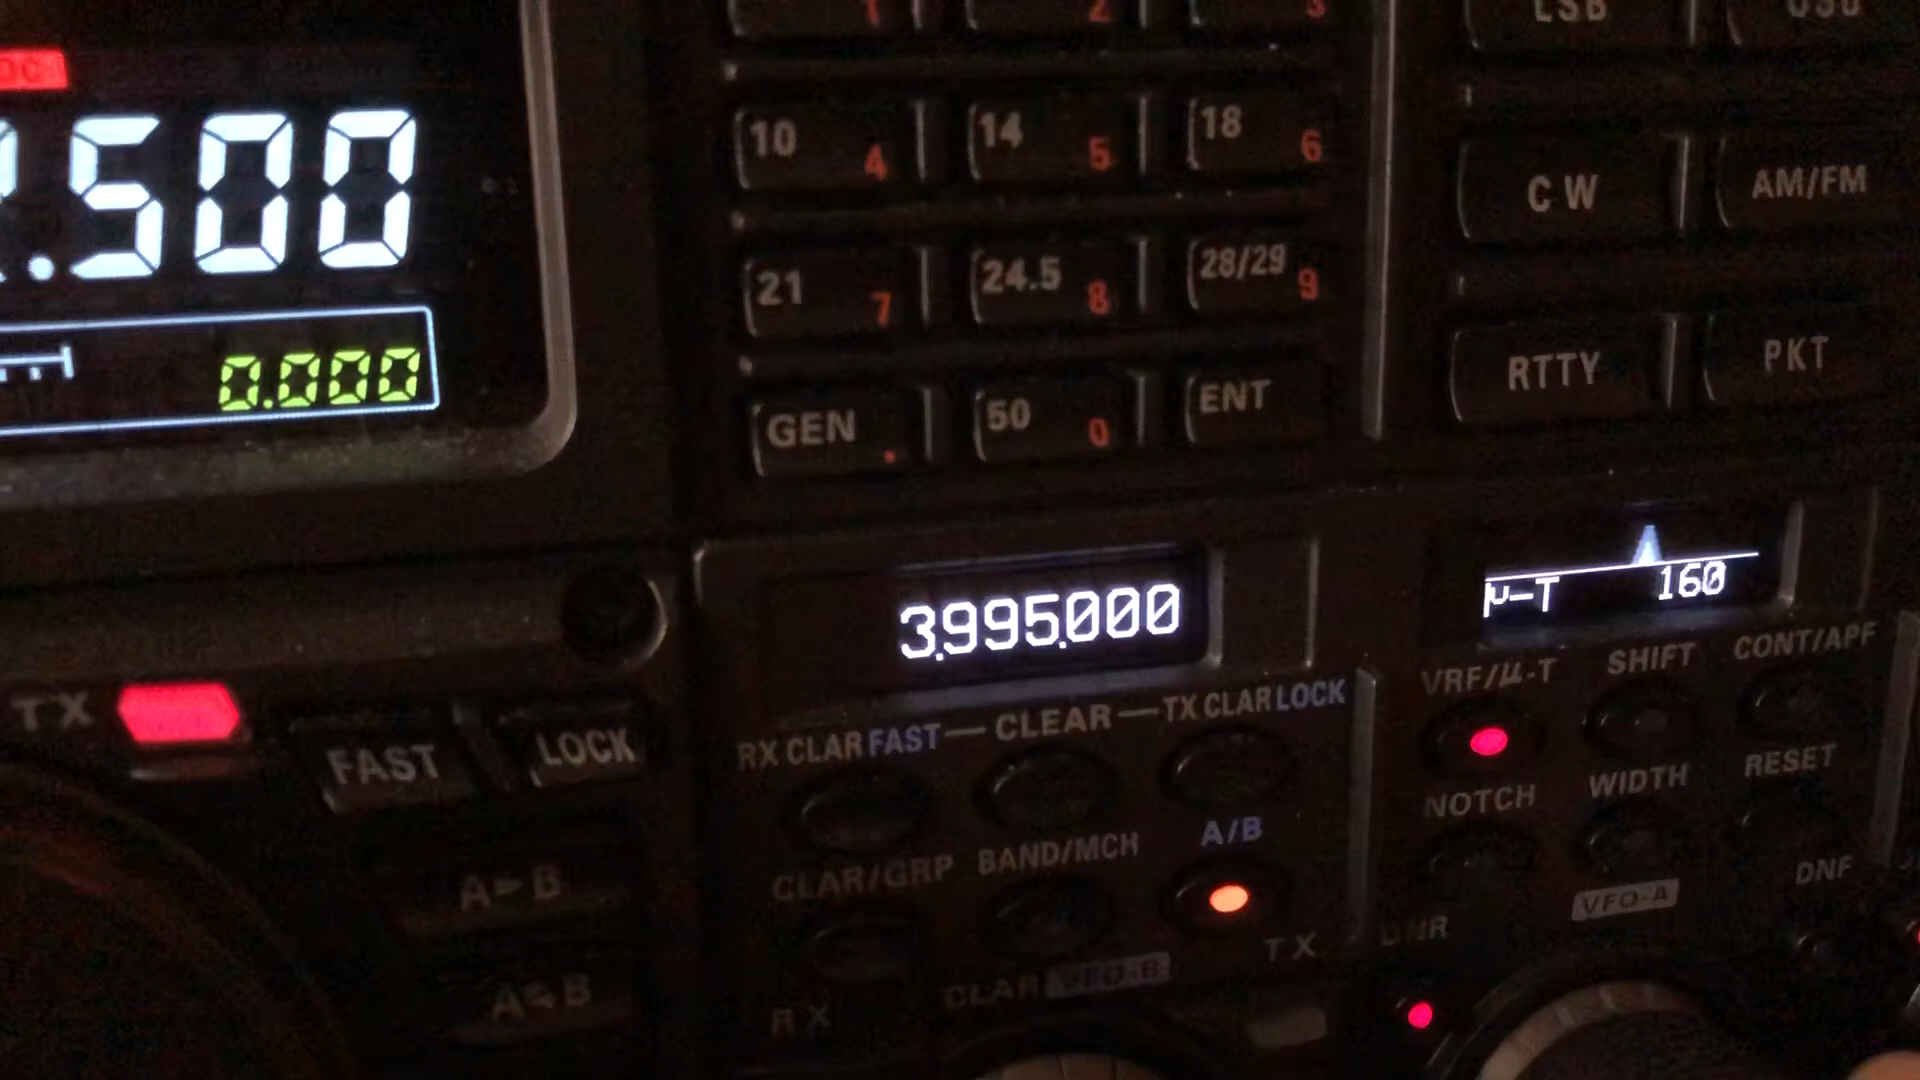 1 2 3
LSB USB
.500
10 4 14 5 18 6
CW AM/FM
21 7 24.5 8 28/29 9
0.000
RTTY PKT
GEN . 50 0 ENT
3.995.000
μ-T 160
VRF/μ-T SHIFT CONT/APF
TX FAST LOCK
RX CLAR FAST — CLEAR — TX CLAR LOCK
NOTCH WIDTH RESET
CLAR/GRP BAND/MCH A/B
A►B
VFO-A DNF
DNR
A◄B
CLAR VFO-B TX
RX